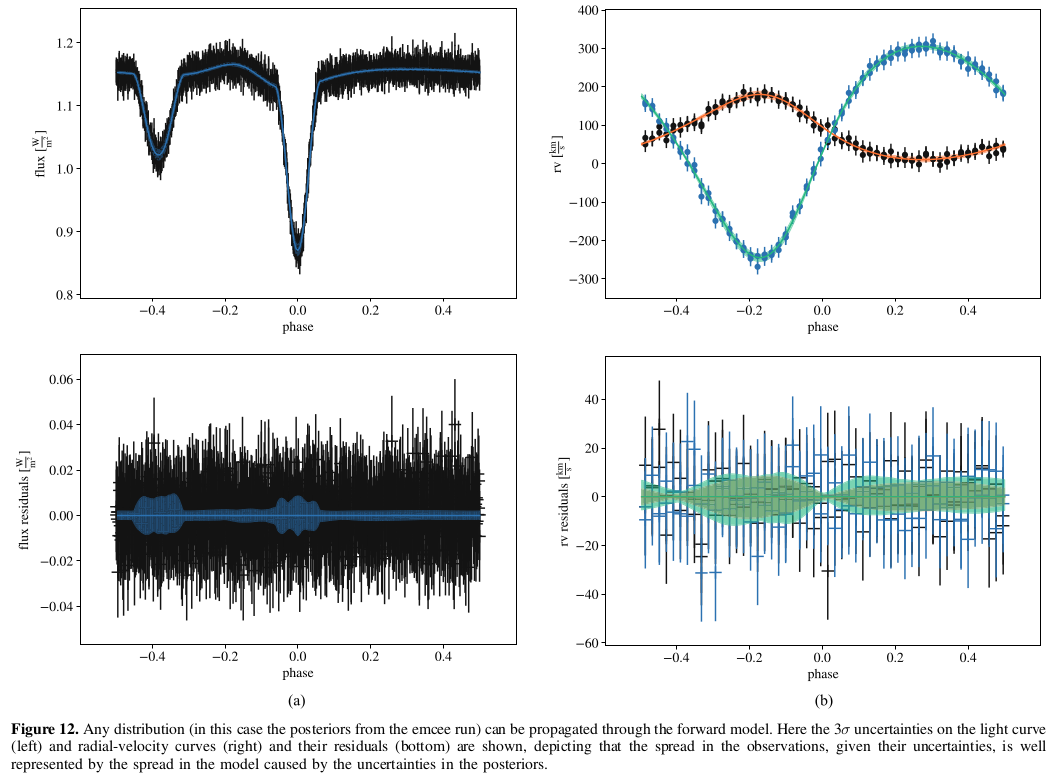 1.2
1.1
1.0
0.9
0.8
flux [W/m²]
−0.4 −0.2 0.0 0.2 0.4
phase
400
300
200
100
0
−100
−200
−300
rv [km/s]
−0.4 −0.2 0.0 0.2 0.4
phase
0.06
0.04
0.02
0.00
−0.02
−0.04
flux residuals [W/m²]
−0.4 −0.2 0.0 0.2 0.4
phase
(a)
40
20
0
−20
−40
−60
rv residuals [km/s]
−0.4 −0.2 0.0 0.2 0.4
phase
(b)
Figure 12. Any distribution (in this case the posteriors from the emcee run) can be propagated through the forward model. Here the 3σ uncertainties on the light curve
(left) and radial-velocity curves (right) and their residuals (bottom) are shown, depicting that the spread in the observations, given their uncertainties, is well
represented by the spread in the model caused by the uncertainties in the posteriors.